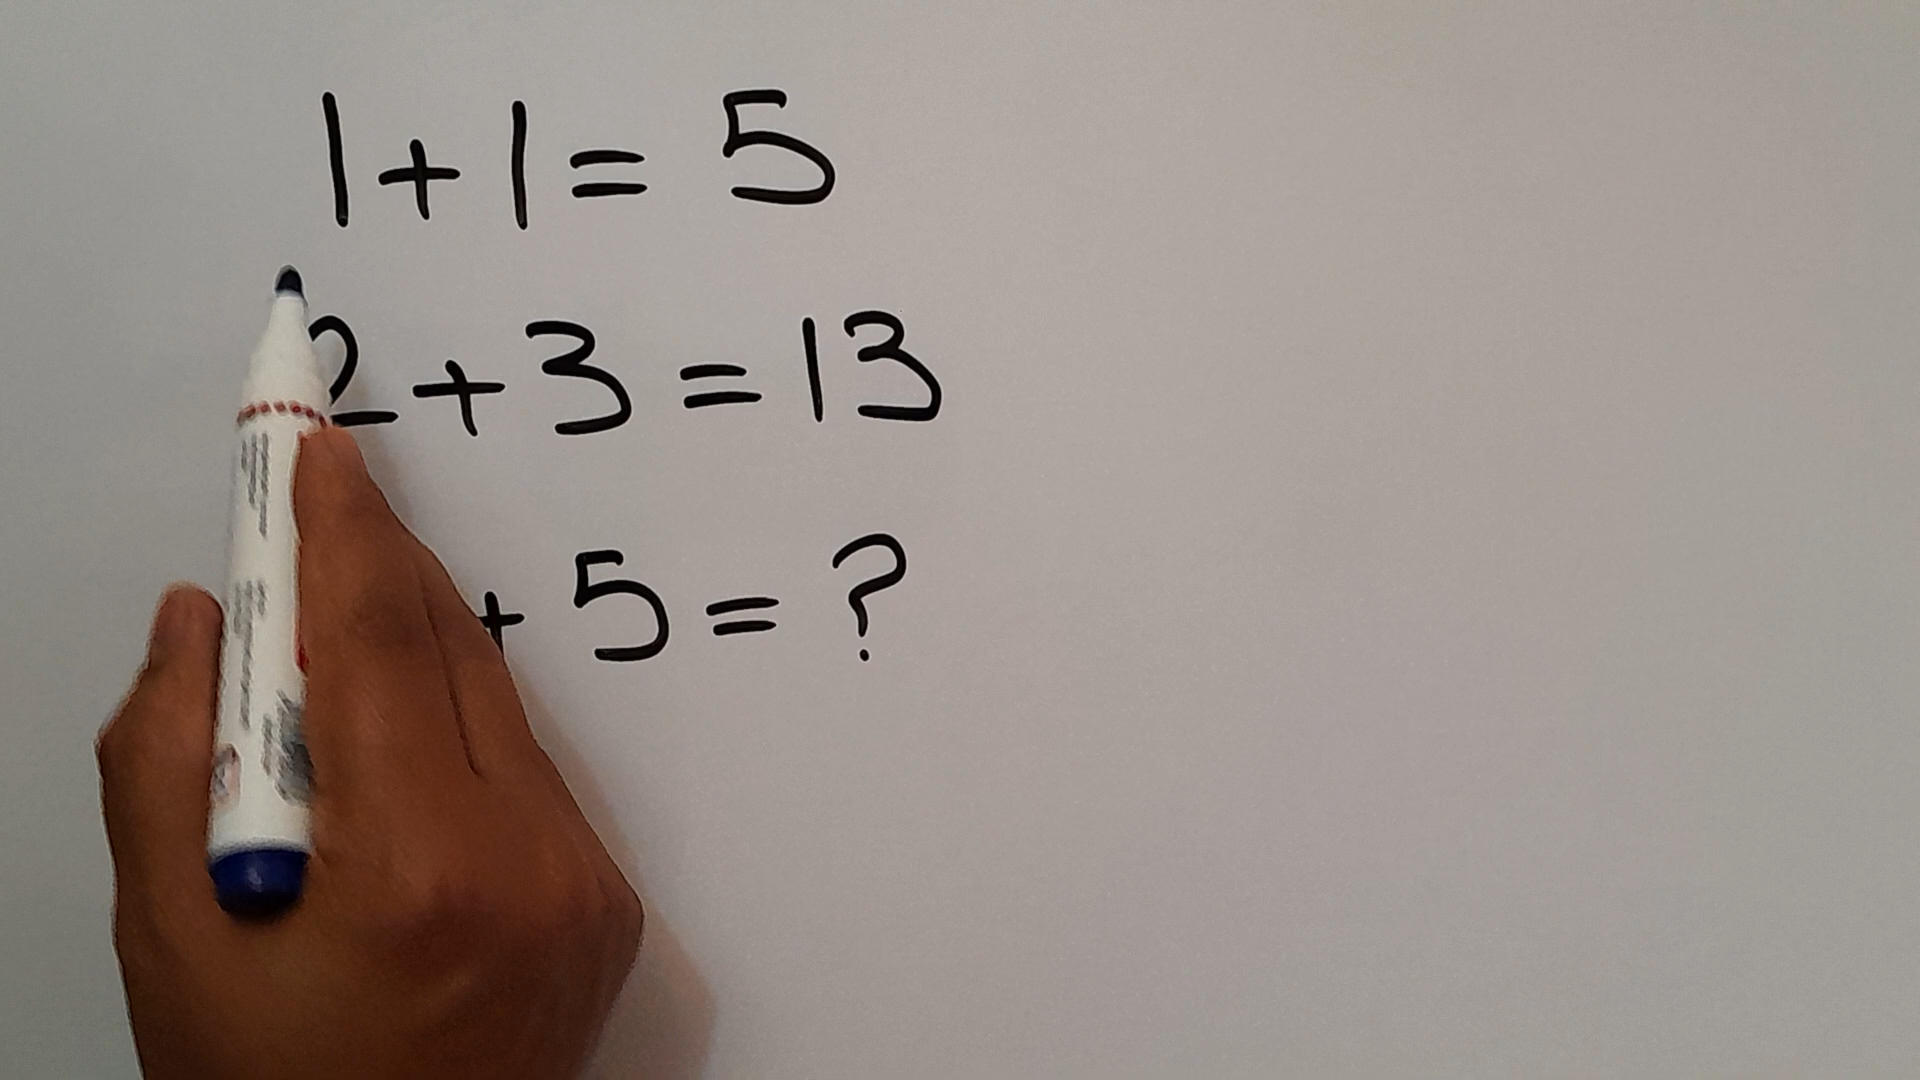 1+1= 5
2+3=13
+ 5= ?